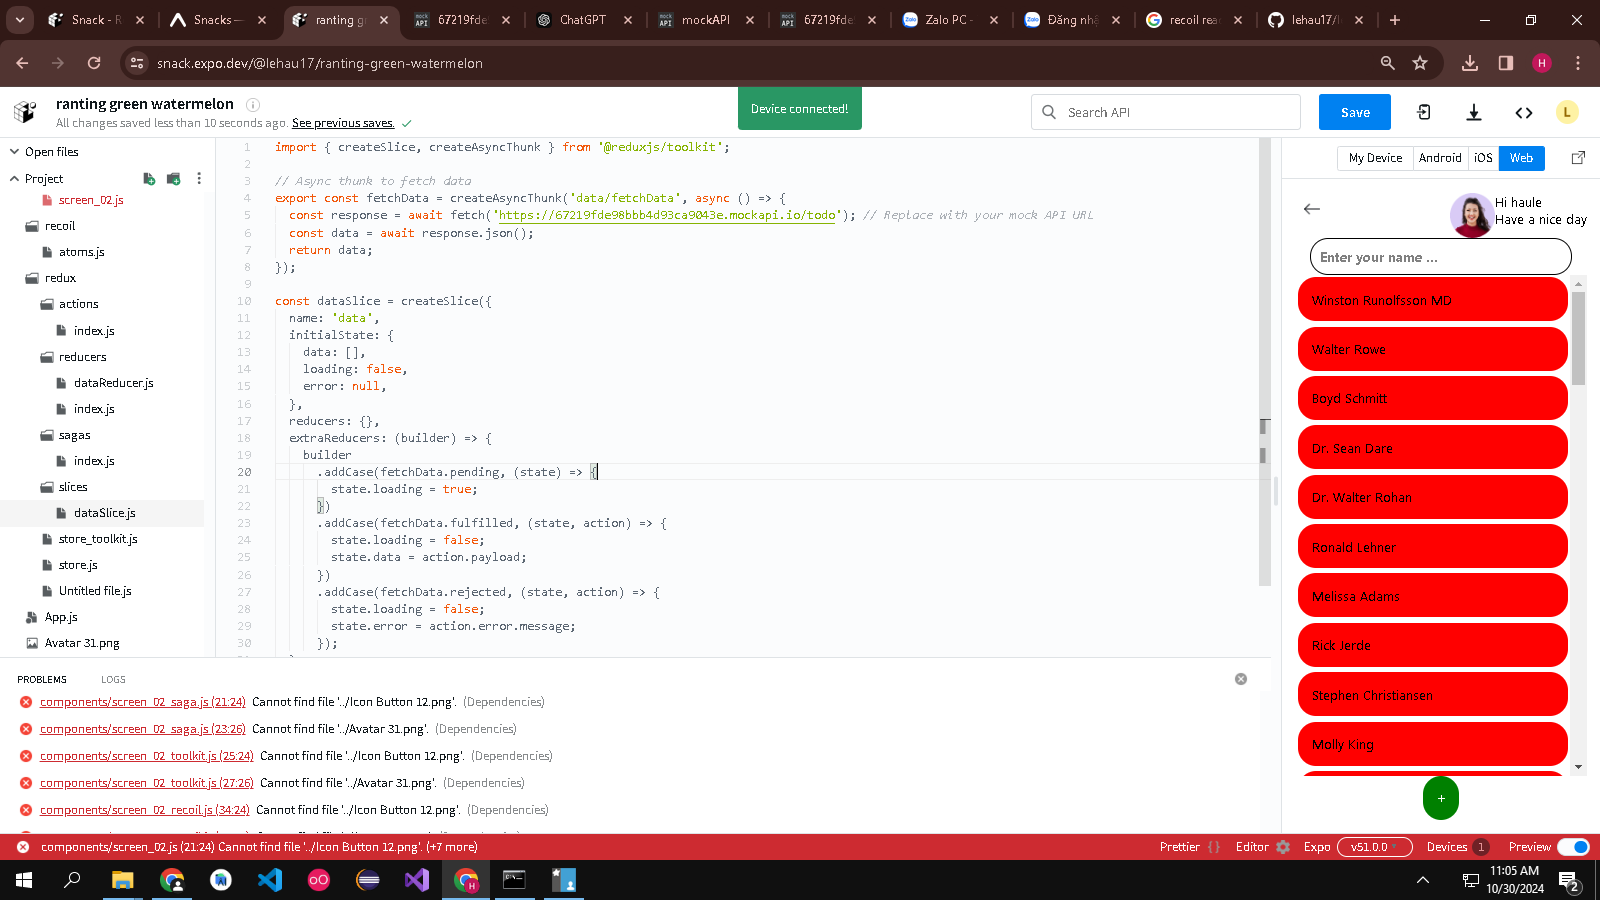 Snack - R
Snacks —
ranting gr
67219fde
ChatGPT
mockAPI
67219fde
Zalo PC -
Đăng nhậ
recoil rea
lehau17/l
snack.expo.dev/@lehau17/ranting-green-watermelon
H
ranting green watermelon
All changes saved less than 10 seconds ago. See previous saves.
Device connected!
Search API
Save
L
Open files
Project
screen_02.js
recoil
atoms.js
redux
actions
index.js
reducers
dataReducer.js
index.js
sagas
index.js
slices
dataSlice.js
store_toolkit.js
store.js
Untitled file.js
App.js
Avatar 31.png
1 import { createSlice, createAsyncThunk } from '@reduxjs/toolkit';
2
3 // Async thunk to fetch data
4 export const fetchData = createAsyncThunk('data/fetchData', async () => {
5 const response = await fetch('https://67219fde98bbb4d93ca9043e.mockapi.io/todo'); // Replace with your mock API URL
6 const data = await response.json();
7 return data;
8 });
9
10 const dataSlice = createSlice({
11 name: 'data',
12 initialState: {
13 data: [],
14 loading: false,
15 error: null,
16 },
17 reducers: {},
18 extraReducers: (builder) => {
19 builder
20 .addCase(fetchData.pending, (state) => {
21 state.loading = true;
22 })
23 .addCase(fetchData.fulfilled, (state, action) => {
24 state.loading = false;
25 state.data = action.payload;
26 })
27 .addCase(fetchData.rejected, (state, action) => {
28 state.loading = false;
29 state.error = action.error.message;
30 });
My Device
Android
iOS
Web
Hi haule
Have a nice day
Enter your name ...
Winston Runolfsson MD
Walter Rowe
Boyd Schmitt
Dr. Sean Dare
Dr. Walter Rohan
Ronald Lehner
Melissa Adams
Rick Jerde
Stephen Christiansen
Molly King
+
PROBLEMS
LOGS
components/screen_02_saga.js (21:24) Cannot find file '../Icon Button 12.png'. (Dependencies)
components/screen_02_saga.js (23:26) Cannot find file '../Avatar 31.png'. (Dependencies)
components/screen_02_toolkit.js (25:24) Cannot find file '../Icon Button 12.png'. (Dependencies)
components/screen_02_toolkit.js (27:26) Cannot find file '../Avatar 31.png'. (Dependencies)
components/screen_02_recoil.js (34:24) Cannot find file '../Icon Button 12.png'. (Dependencies)
components/screen_02.js (21:24) Cannot find file '../Icon Button 12.png'. (+7 more)
Prettier { }
Editor
Expo
v51.0.0
Devices 1
Preview
11:05 AM
10/30/2024
2